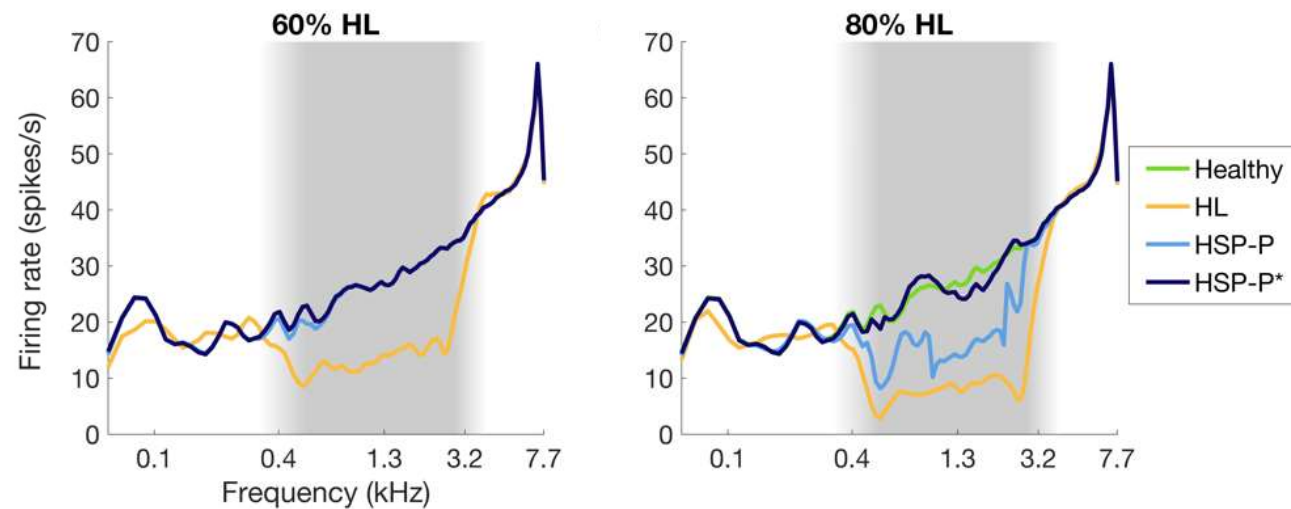 60% HL
80% HL
Firing rate (spikes/s)
70
60
50
40
30
20
10
0
0.1 0.4 1.3 3.2 7.7
Frequency (kHz)
70
60
50
40
30
20
10
0
0.1 0.4 1.3 3.2 7.7
Healthy
HL
HSP-P
HSP-P*